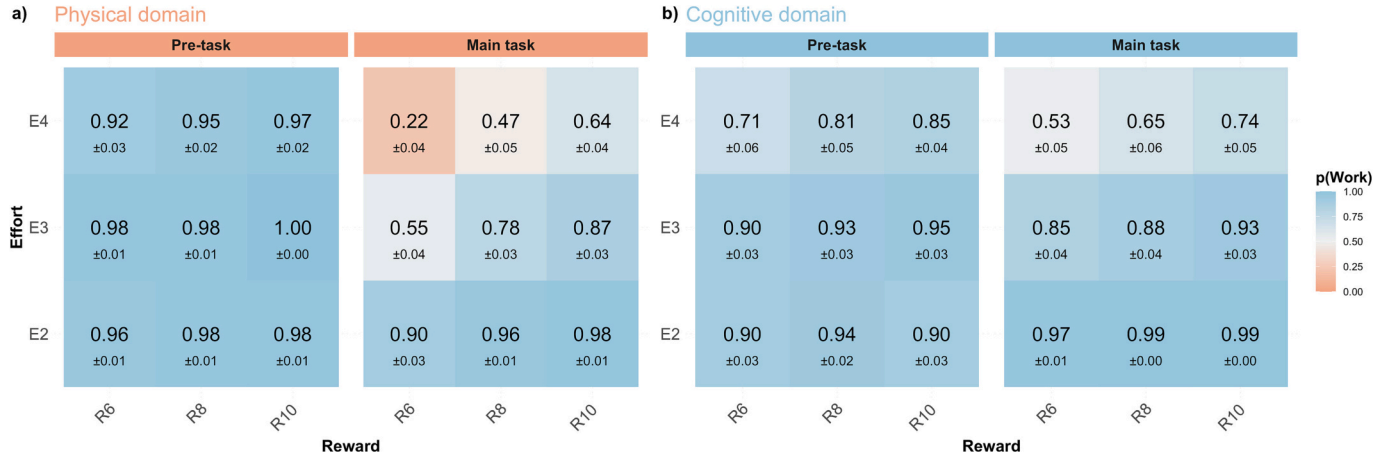 a) Physical domain
b) Cognitive domain
Pre-task
Main task
Pre-task
Main task
E4
0.92
0.95
0.97
0.22
0.47
0.64
E4
0.71
0.81
0.85
0.53
0.65
0.74
±0.03
±0.02
±0.02
±0.04
±0.05
±0.04
±0.06
±0.05
±0.04
±0.05
±0.06
±0.05
p(Work)
1.00
0.75
0.50
0.25
0.00
Effort
E3
0.98
0.98
1.00
0.55
0.78
0.87
E3
0.90
0.93
0.95
0.85
0.88
0.93
±0.01
±0.01
±0.00
±0.04
±0.03
±0.03
±0.03
±0.03
±0.03
±0.04
±0.04
±0.03
E2
0.96
0.98
0.98
0.90
0.96
0.98
E2
0.90
0.94
0.90
0.97
0.99
0.99
±0.01
±0.01
±0.01
±0.03
±0.01
±0.01
±0.03
±0.02
±0.03
±0.01
±0.00
±0.00
R6
R8
R10
R6
R8
R10
R6
R8
R10
R6
R8
R10
Reward
Reward